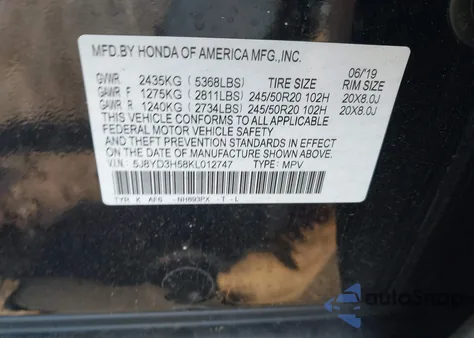 MFD.BY HONDA OF AMERICA MFG.,INC.
06/19
GVWR. 2435KG ( 5368LBS) TIRE SIZE RIM SIZE
GAWR F 1275KG ( 2811LBS) 245/50R20 102H 20X8.0J
GAWR R 1240KG ( 2734LBS) 245/50R20 102H 20X8.0J
THIS VEHICLE CONFORMS TO ALL APPLICABLE
FEDERAL MOTOR VEHICLE SAFETY
AND THEFT PREVENTION STANDARDS IN EFFECT
ON THE DATE OF MANUFACTURE SHOWN ABOVE.
V.I.N.: 5J8YD3H58KL012747 TYPE: MPV
TYR K NH893PX -T -L